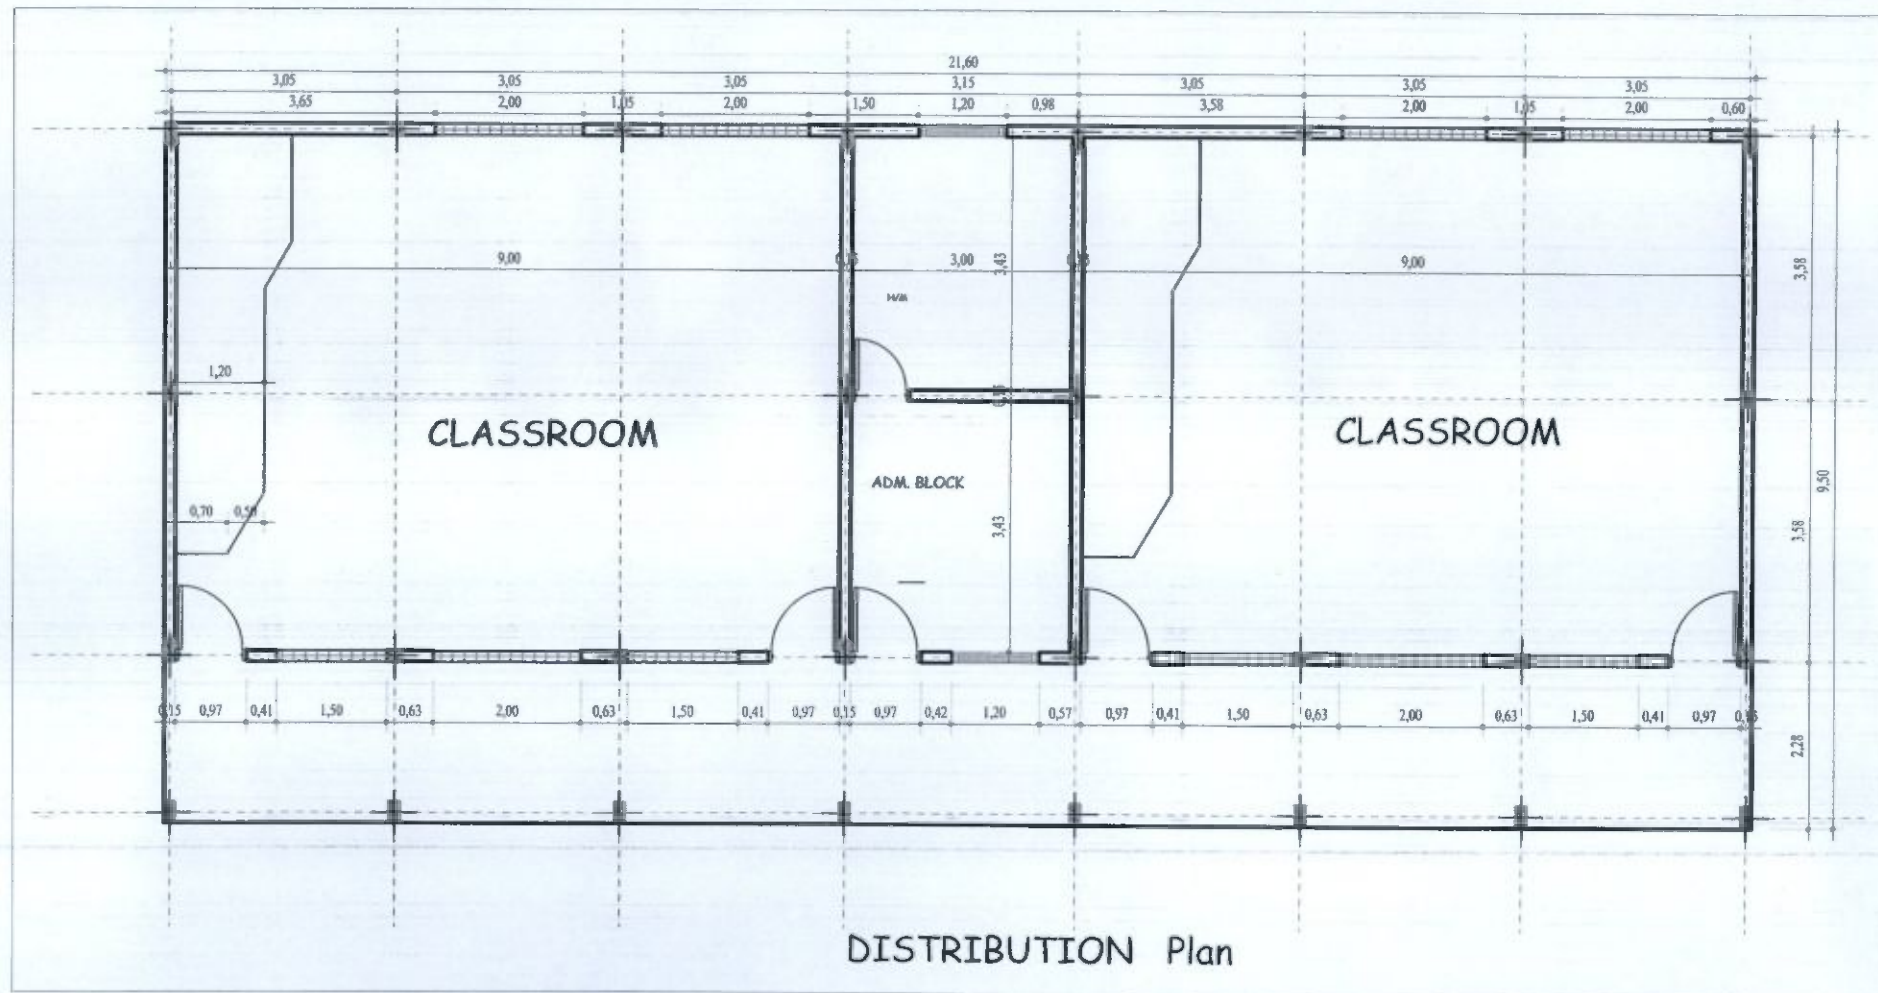 21,60
3,05 3,05 3,05 3,15 3,05 3,05 3,05
3,65 2,00 1,05 2,00 1,50 1,20 0,98 3,58 2,00 1,05 2,00 0,60
9,00 3,00 3,43 9,00 3,58
H/M
1,20
CLASSROOM CLASSROOM
ADM. BLOCK 9,50
0,70 0,50 3,43 3,58
0,15 0,97 0,41 1,50 0,63 2,00 0,63 1,50 0,41 0,97 0,15 0,97 0,42 1,20 0,57 0,97 0,41 1,50 0,63 2,00 0,63 1,50 0,41 0,97
2,28
DISTRIBUTION Plan